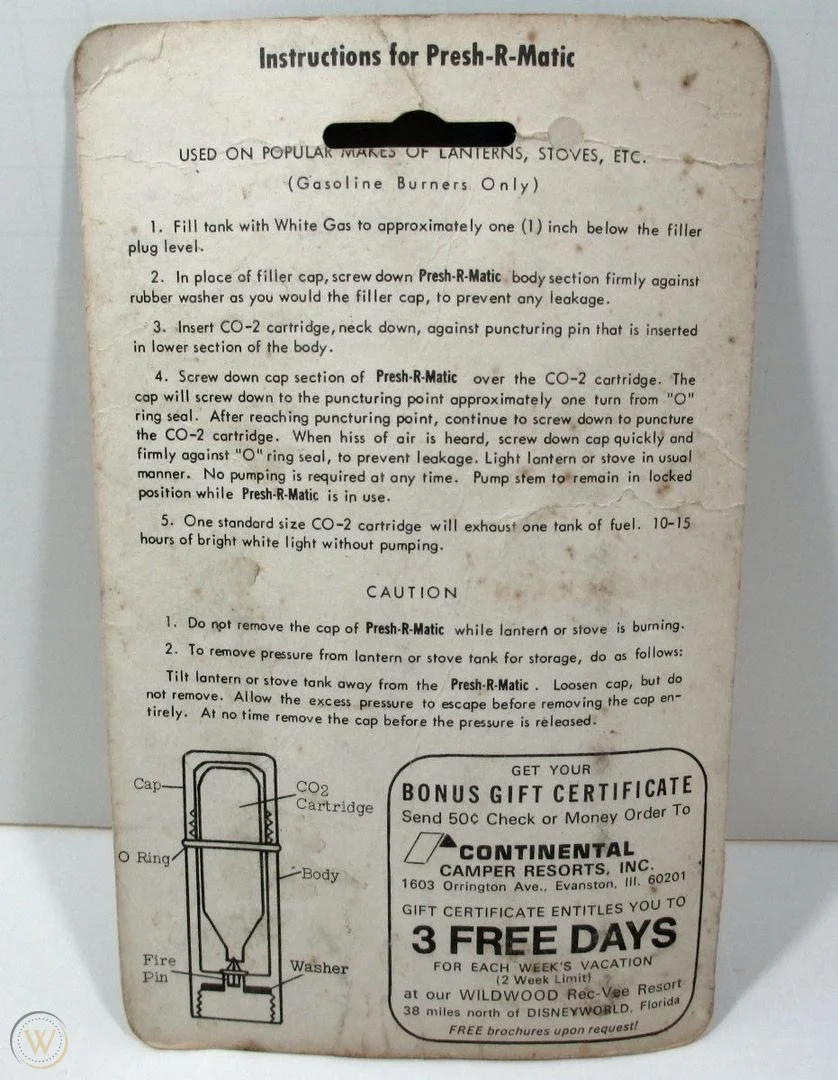 Instructions for Presh-R-Matic
USED ON POPULAR MAKES OF LANTERNS, STOVES, ETC.
(Gasoline Burners Only)
1. Fill tank with White Gas to approximately one (1) inch below the filler
plug level.
2. In place of filler cap, screw down Presh-R-Matic body section firmly against
rubber washer as you would the filler cap, to prevent any leakage.
3. Insert CO-2 cartridge, neck down, against puncturing pin that is inserted
in lower section of the body.
4. Screw down cap section of Presh-R-Matic over the CO-2 cartridge. The
cap will screw down to the puncturing point approximately one turn from "O"
ring seal. After reaching puncturing point, continue to screw down to puncture
the CO-2 cartridge. When hiss of air is heard, screw down cap quickly and
firmly against "O" ring seal, to prevent leakage. Light lantern or stove in usual
manner. No pumping is required at any time. Pump stem to remain in locked
position while Presh-R-Matic is in use.
5. One standard size CO-2 cartridge will exhaust one tank of fuel. 10-15
hours of bright white light without pumping.
CAUTION
1. Do not remove the cap of Presh-R-Matic while lantern or stove is burning.
2. To remove pressure from lantern or stove tank for storage, do as follows:
Tilt lantern or stove tank away from the Presh-R-Matic. Loosen cap, but do
not remove. Allow the excess pressure to escape before removing the cap en-
tirely. At no time remove the cap before the pressure is released.
Cap
CO2
Cartridge
O Ring
Body
Fire
Pin
Washer
GET YOUR
BONUS GIFT CERTIFICATE
Send 50¢ Check or Money Order To
CONTINENTAL
CAMPER RESORTS, INC.
1603 Orrington Ave., Evanston, Ill. 60201
GIFT CERTIFICATE ENTITLES YOU TO
3 FREE DAYS
FOR EACH WEEK'S VACATION
(2 Week Limit)
at our WILDWOOD Rec-Vee Resort
38 miles north of DISNEYWORLD, Florida
FREE brochures upon request!
W